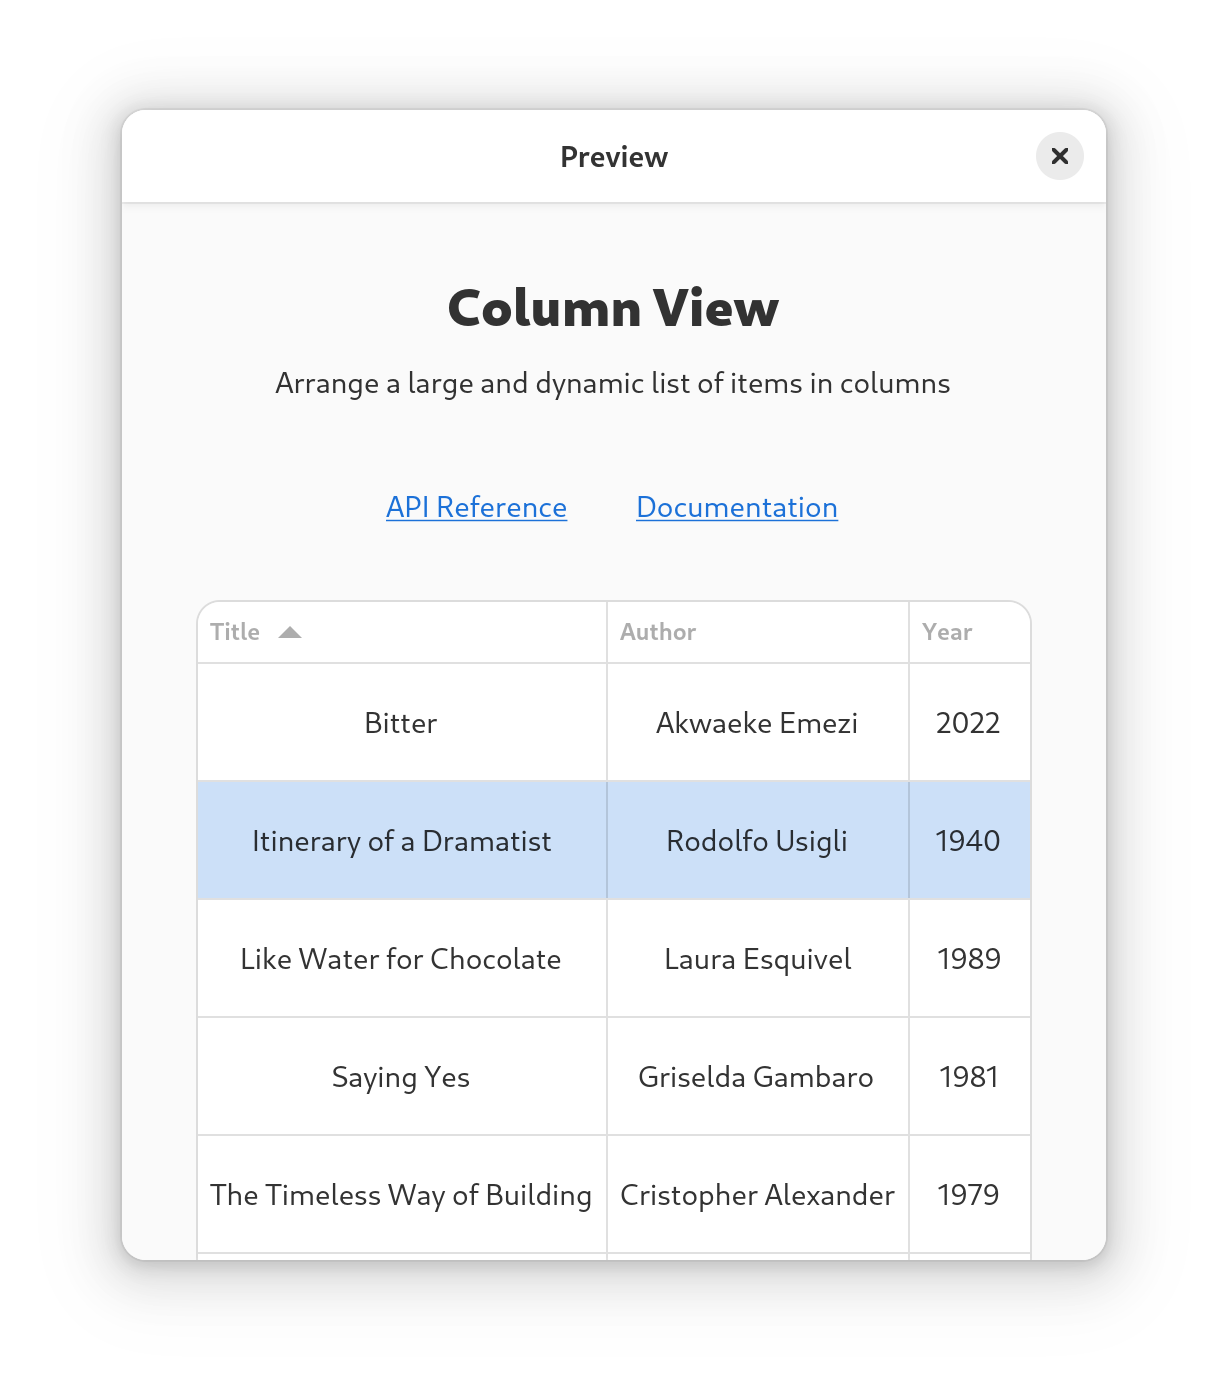 Preview
Column View
Arrange a large and dynamic list of items in columns
API Reference Documentation
Title Author Year
Bitter Akwaeke Emezi 2022
Itinerary of a Dramatist Rodolfo Usigli 1940
Like Water for Chocolate Laura Esquivel 1989
Saying Yes Griselda Gambaro 1981
The Timeless Way of Building Cristopher Alexander 1979